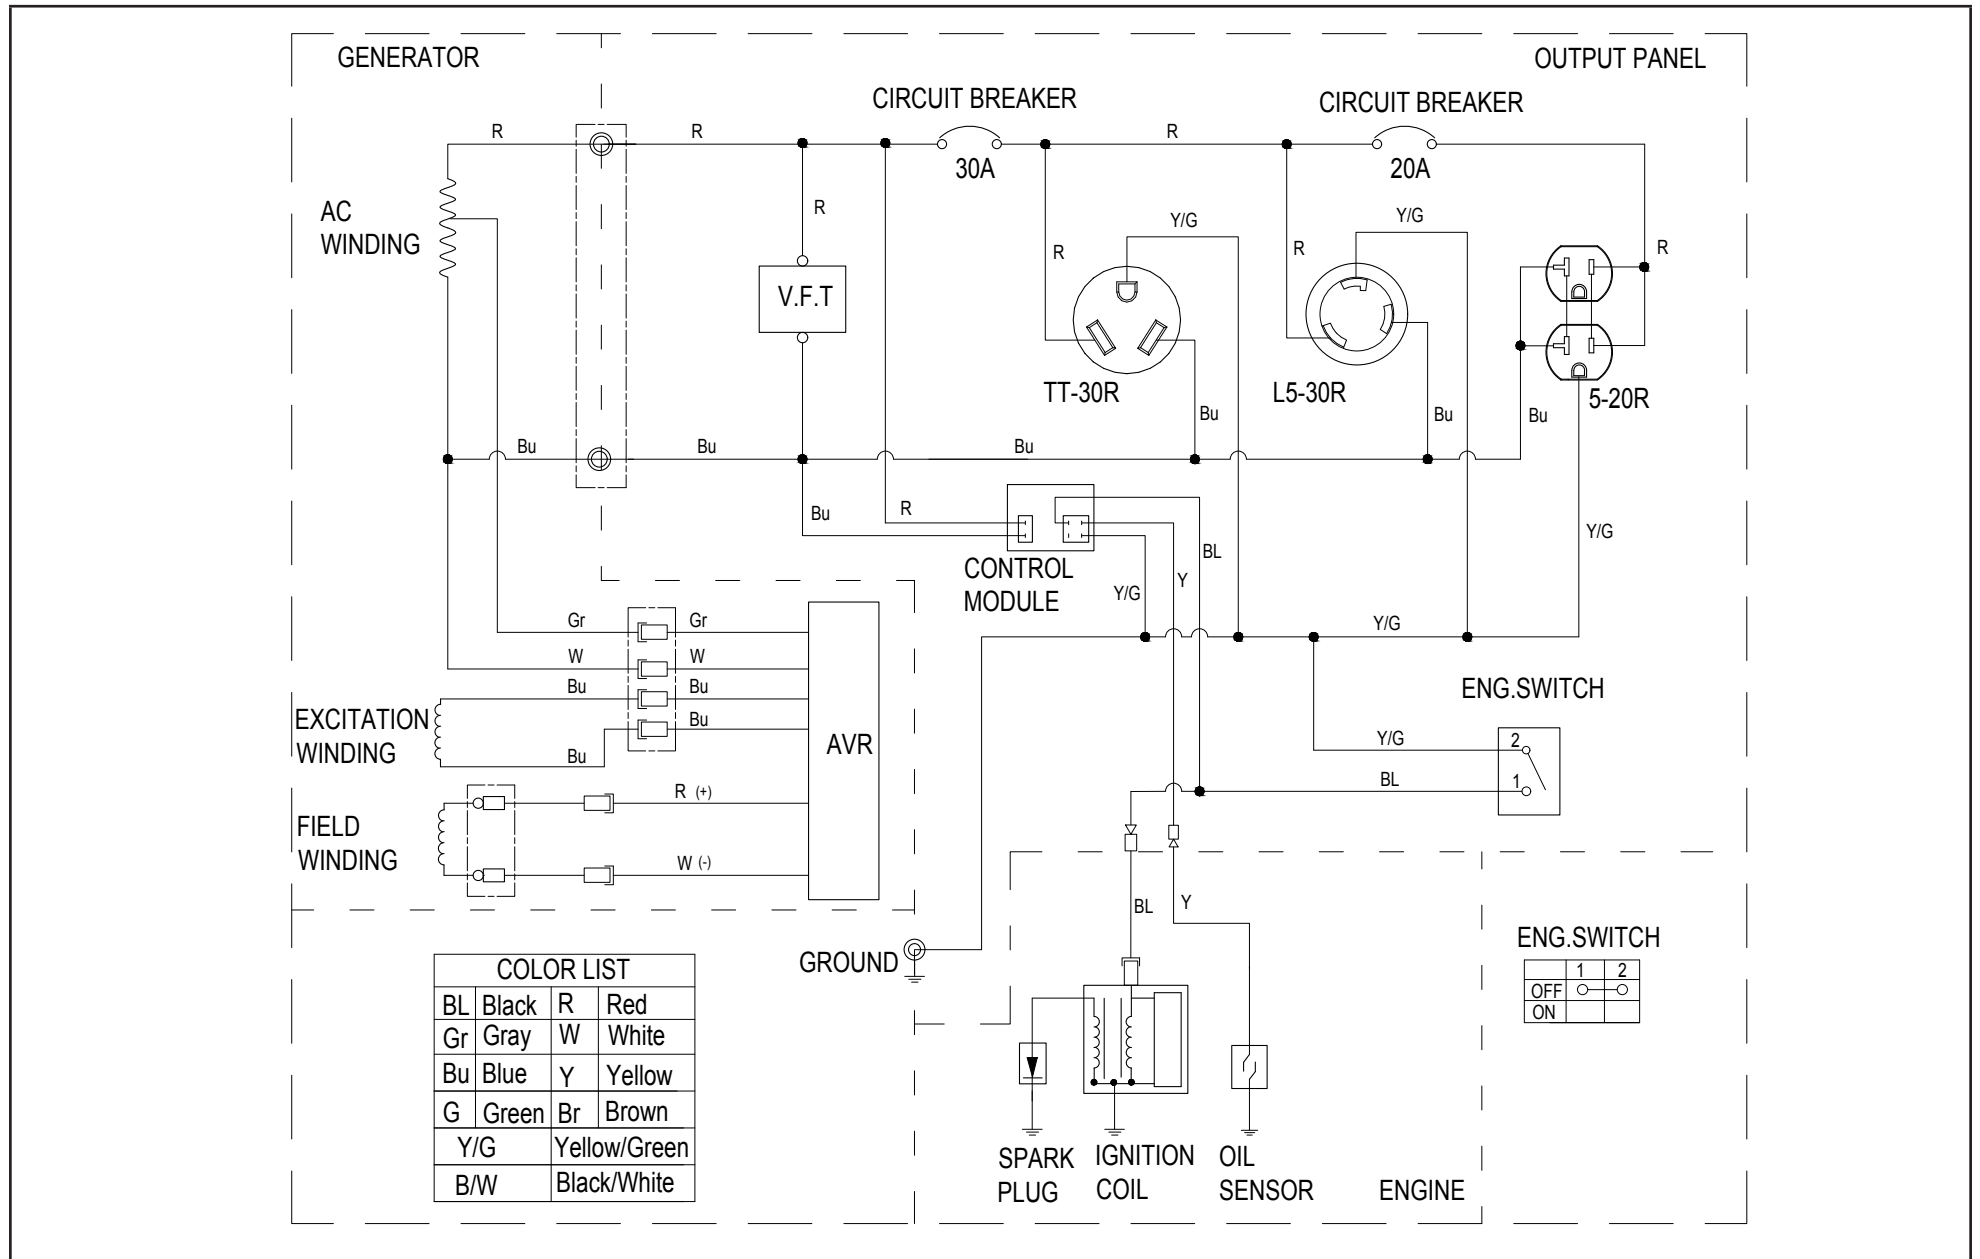 GENERATOR
OUTPUT PANEL
CIRCUIT BREAKER
CIRCUIT BREAKER
R
R
R
30A
20A
AC
WINDING
R
Y/G
Y/G
R
R
R
V.F.T
TT-30R
L5-30R
5-20R
Bu
Bu
Bu
Bu
Bu
Bu
Bu
R
Y/G
BL
CONTROL
MODULE
Y/G
Y
Gr
Gr
Y/G
W
W
Bu
Bu
ENG.SWITCH
EXCITATION
WINDING
Bu
Bu
AVR
Y/G
2
BL
1
R (+)
FIELD
WINDING
W (-)
BL
Y
GROUND
ENG.SWITCH
1 2
OFF
ON
COLOR LIST
BL Black R Red
Gr Gray W White
Bu Blue Y Yellow
G Green Br Brown
Y/G Yellow/Green
B/W Black/White
SPARK
PLUG
IGNITION
COIL
OIL
SENSOR
ENGINE